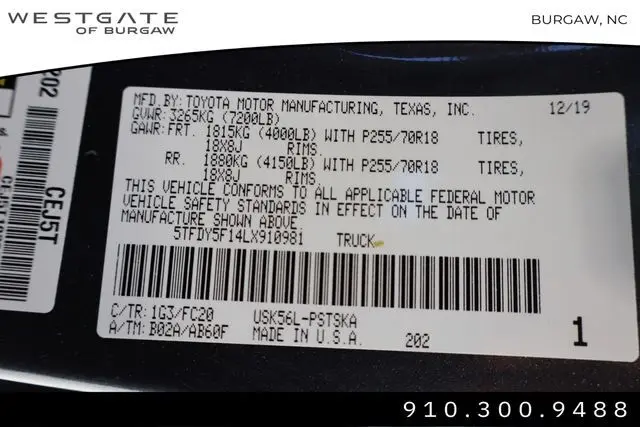 WESTGATE
OF BURGAW
BURGAW, NC
202
CEJ5T
MFD.BY: TOYOTA MOTOR MANUFACTURING, TEXAS, INC. 12/19
GVWR: 3265KG (7200LB)
GAWR: FRT. 1815KG (4000LB) WITH P255/70R18 TIRES,
18X8J RIMS
RR. 1880KG (4150LB) WITH P255/70R18 TIRES,
18X8J RIMS
THIS VEHICLE CONFORMS TO ALL APPLICABLE FEDERAL MOTOR
VEHICLE SAFETY STANDARDS IN EFFECT ON THE DATE OF
MANUFACTURE SHOWN ABOVE
5TFDY5F14LX910981 TRUCK
C/TR: 1G3/FC20 USK56L-PSTSKA
A/TM: B02A/AB60F MADE IN U.S.A. 202 1
910.300.9488